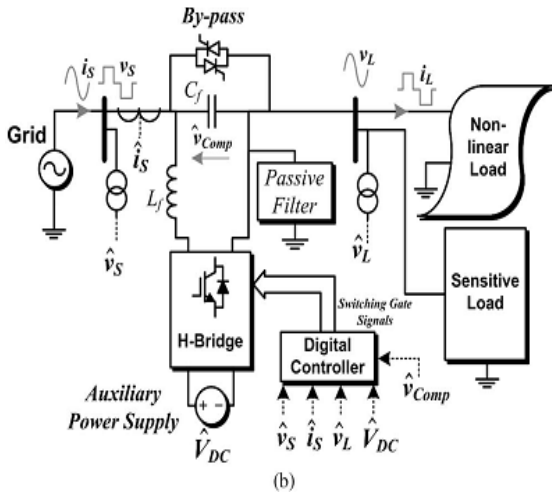 By-pass
i_S
v_S
C_f
v_L
i_L
Grid
î_S
v̂_Comp
Non-
linear
Load
L_f
Passive
Filter
v̂_S
v̂_L
H-Bridge
Switching Gate
Signals
Digital
Controller
Sensitive
Load
v̂_Comp
Auxiliary
Power Supply
+ -
V̂_DC
v̂_S î_S v̂_L V̂_DC
(b)